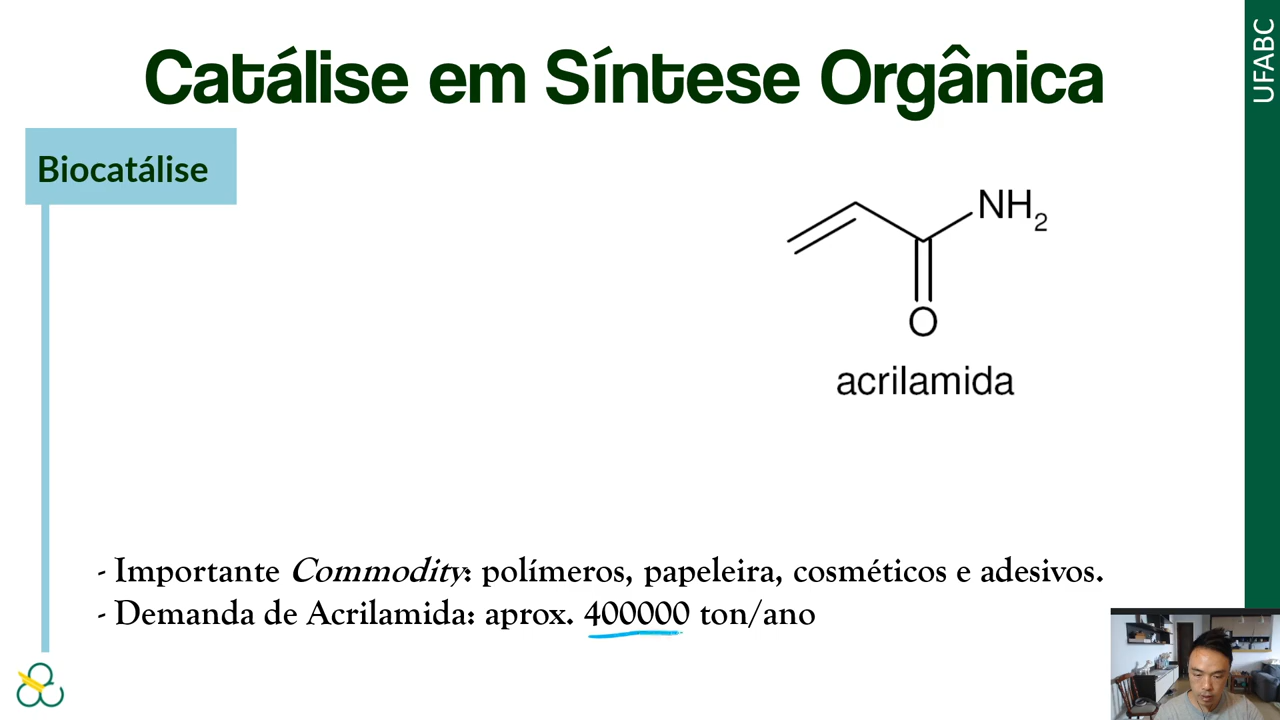 Catálise em Síntese Orgânica
UFABC
Biocatálise
NH2
O
acrilamida
- Importante Commodity: polímeros, papeleira, cosméticos e adesivos.
- Demanda de Acrilamida: aprox. 400000 ton/ano